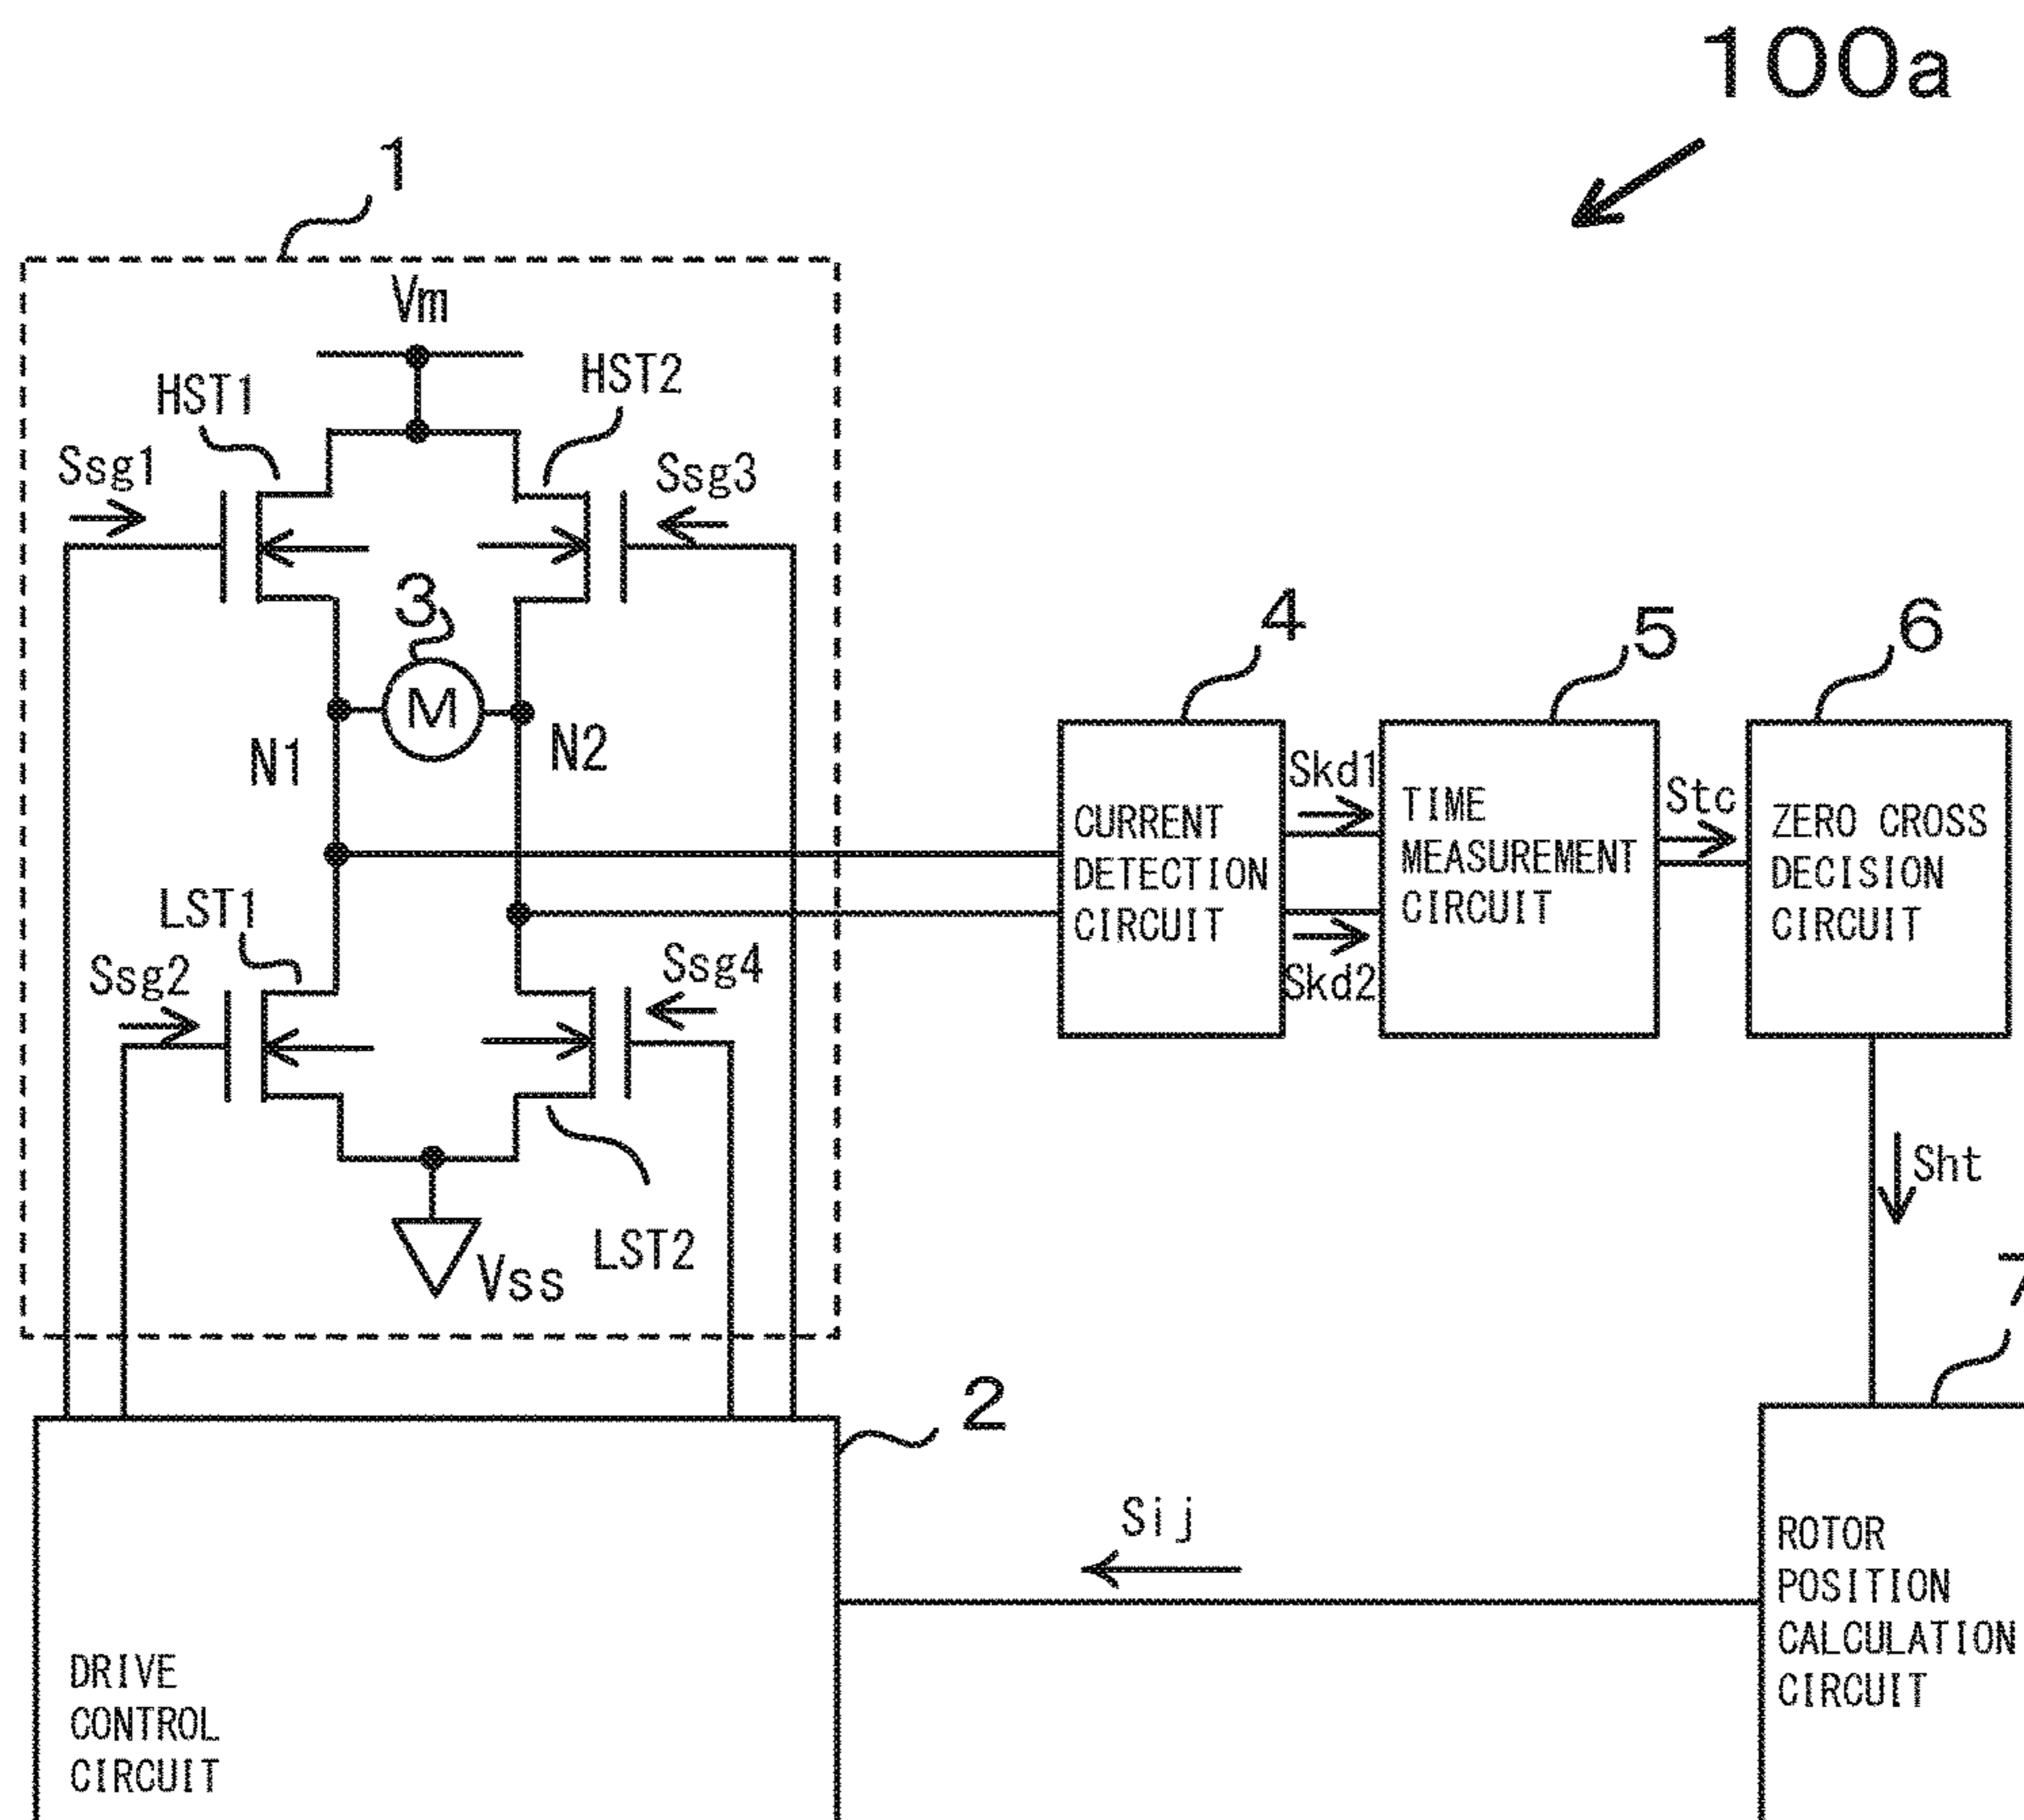 100a
1
Vm
HST1
HST2
Ssg1
Ssg3
3
M
N1
N2
4
5
6
CURRENT
DETECTION
CIRCUIT
Skd1
Skd2
TIME
MEASUREMENT
CIRCUIT
Stc
ZERO CROSS
DECISION
CIRCUIT
LST1
Ssg2
Ssg4
LST2
Vss
Sht
7
2
Sij
DRIVE
CONTROL
CIRCUIT
ROTOR
POSITION
CALCULATION
CIRCUIT